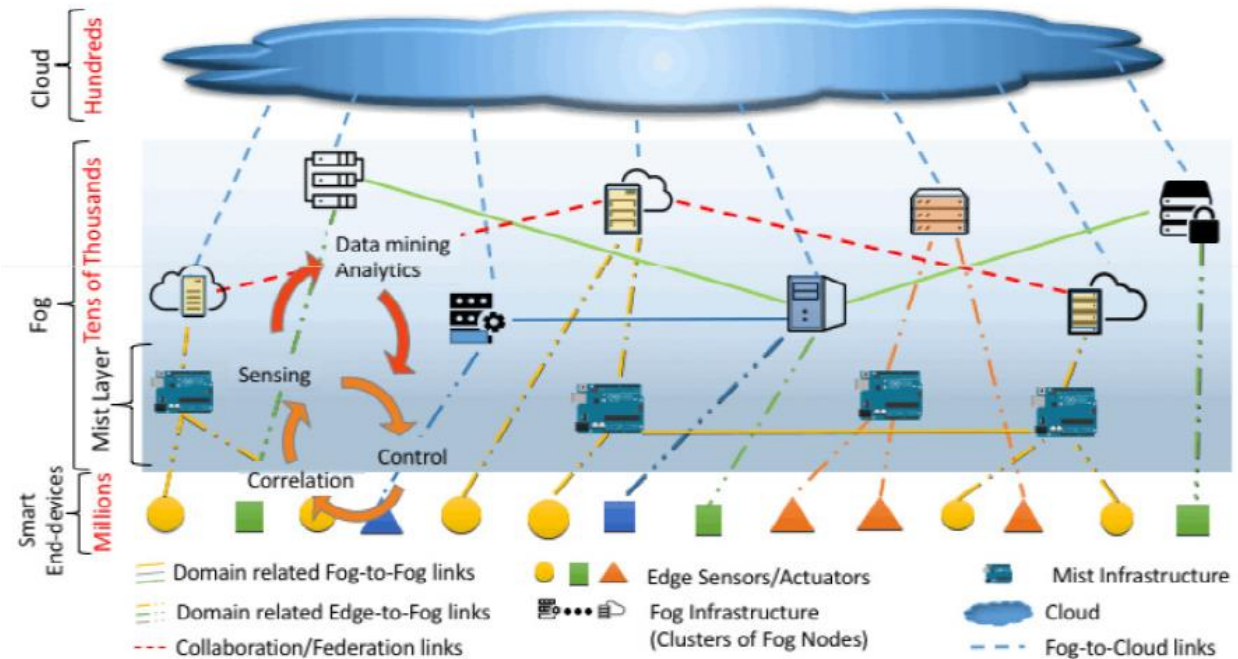 Cloud
Hundreds
Fog
Tens of Thousands
Mist Layer
Smart
End-devices
Millions
Data mining
Analytics
Sensing
Control
Correlation
Domain related Fog-to-Fog links
Domain related Edge-to-Fog links
Collaboration/Federation links
Edge Sensors/Actuators
Fog Infrastructure
(Clusters of Fog Nodes)
Mist Infrastructure
Cloud
Fog-to-Cloud links